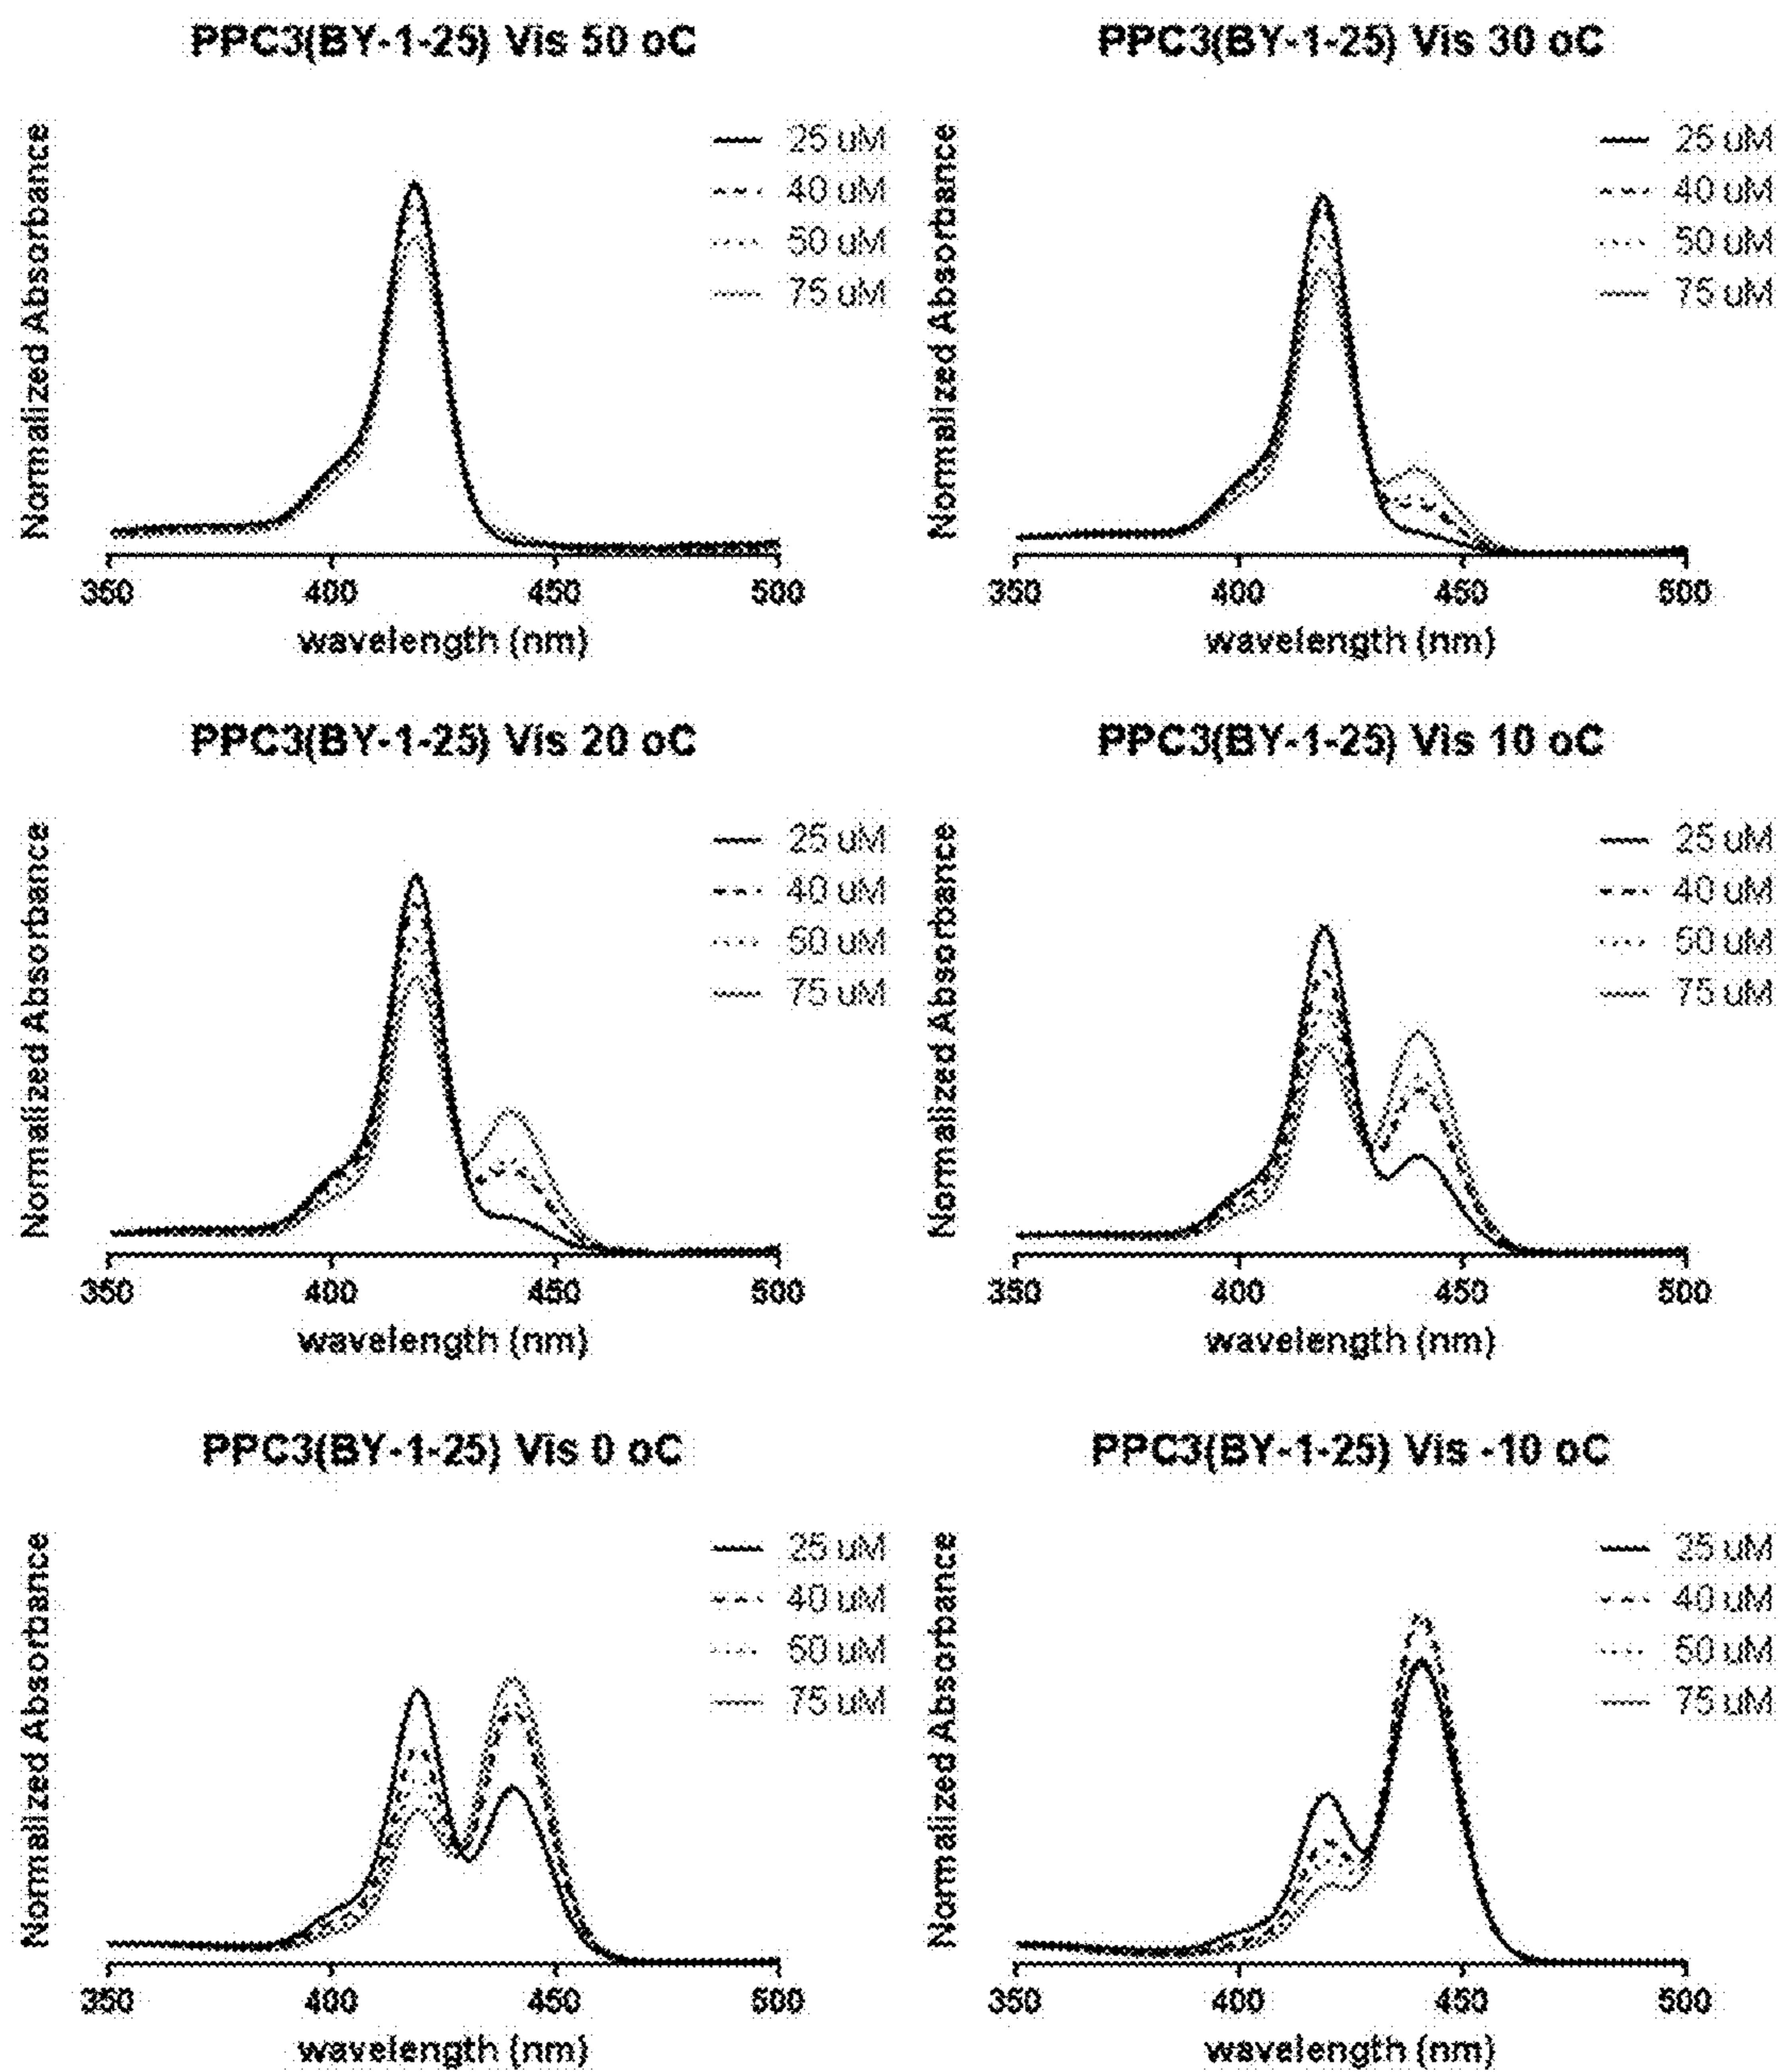 PPC3(BY-1-25) Vis 50 oC
Normalized Absorbance
25 uM
40 uM
50 uM
75 uM
350 400 450 500
wavelength (nm)
PPC3(BY-1-25) Vis 30 oC
Normalized Absorbance
25 uM
40 uM
50 uM
75 uM
350 400 450 500
wavelength (nm)
PPC3(BY-1-25) Vis 20 oC
Normalized Absorbance
25 uM
40 uM
50 uM
75 uM
350 400 450 500
wavelength (nm)
PPC3(BY-1-25) Vis 10 oC
Normalized Absorbance
25 uM
40 uM
50 uM
75 uM
350 400 450 500
wavelength (nm)
PPC3(BY-1-25) Vis 0 oC
Normalized Absorbance
25 uM
40 uM
50 uM
75 uM
350 400 450 500
wavelength (nm)
PPC3(BY-1-25) Vis -10 oC
Normalized Absorbance
25 uM
40 uM
50 uM
75 uM
350 400 450 500
wavelength (nm)